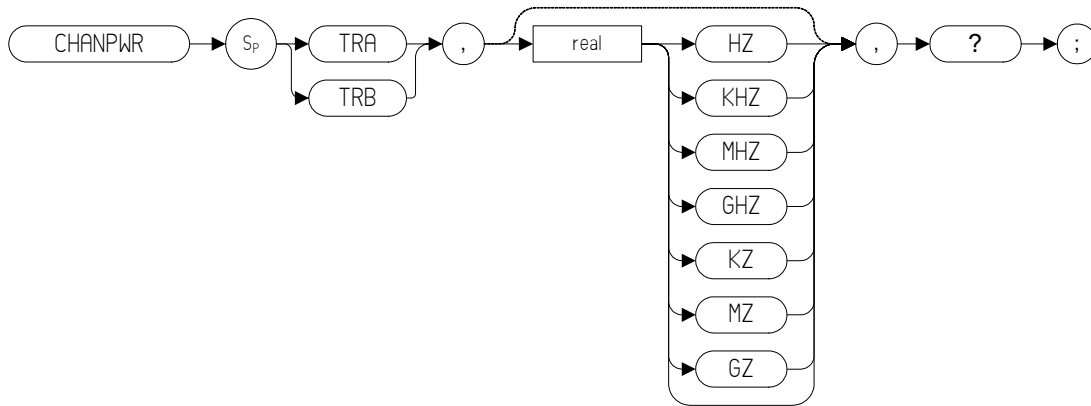 CHANPWR SP TRA , real HZ , ? ;
TRB KHZ
MHZ
GHZ
KZ
MZ
GZ